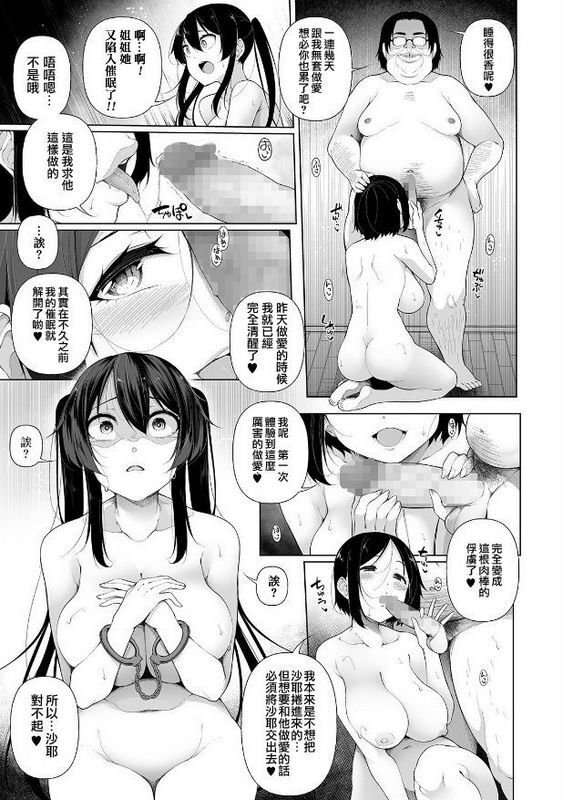 睡得很香呢♥
一連幾天
跟我無套做愛
想必你也累了吧？
啊…啊！
姐姐她
又陷入催眠了！！
唔唔嗯…
不是哦
這是我求他
這樣做的
ちゅぽん
…誒？
昨天做愛的時候
我就已經
完全清醒了♥
其實在不久之前
我的催眠就
解開了喲♥
我呢 第一次
體驗到這麼
厲害的做愛
♥
完全變成
這根肉棒的
俘虜了♥
誒？
誒？
我本來是不想把
沙耶捲進來的…
但想要和他做愛的話
必須將沙耶交出去
♥
所以…沙耶
對不起
♥